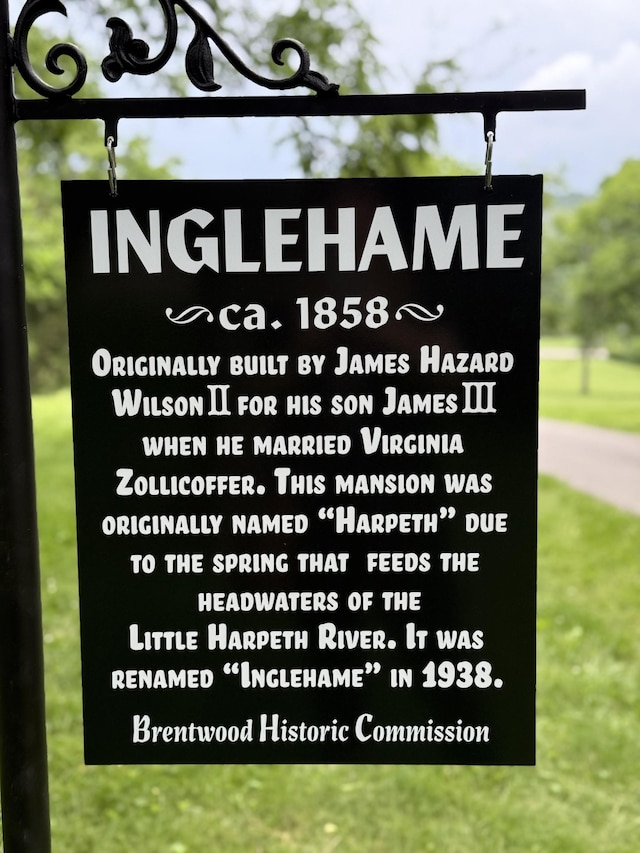 INGLEHAME
ca. 1858
Originally built by James Hazard
Wilson II for his son James III
when he married Virginia
Zollicoffer. This mansion was
originally named “Harpeth” due
to the spring that feeds the
headwaters of the
Little Harpeth River. It was
renamed “Inglehame” in 1938.
Brentwood Historic Commission